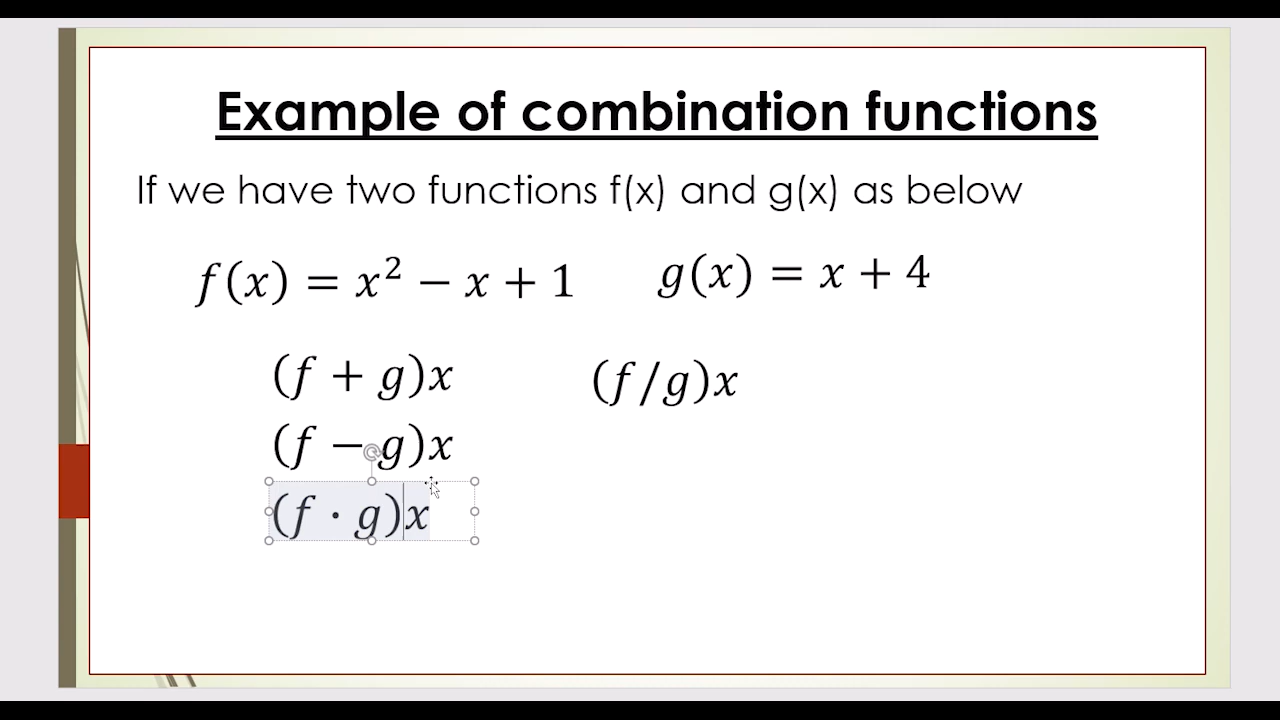 Example of combination functions
If we have two functions f(x) and g(x) as below
f(x) = x² − x + 1 g(x) = x + 4
(f + g)x (f/g)x
(f − g)x
(f · g)x